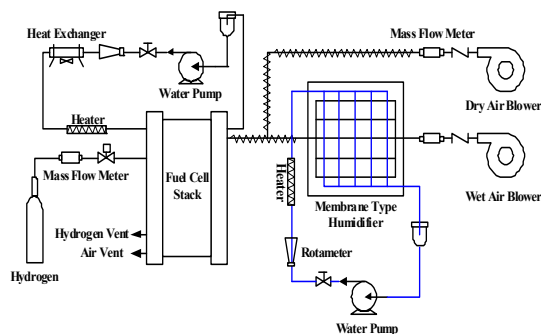 Heat Exchanger
Mass Flow Meter
Water Pump
Dry Air Blower
Heater
Mass Flow Meter
Fuel Cell
Stack
Heater
Membrane Type
Humidifier
Wet Air Blower
Hydrogen Vent
Air Vent
Rotameter
Hydrogen
Water Pump